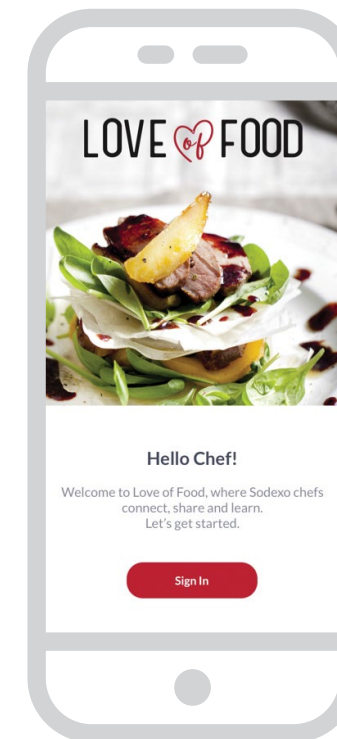 LOVE of FOOD
Hello Chef!
Welcome to Love of Food, where Sodexo chefs
connect, share and learn.
Let's get started.
Sign In